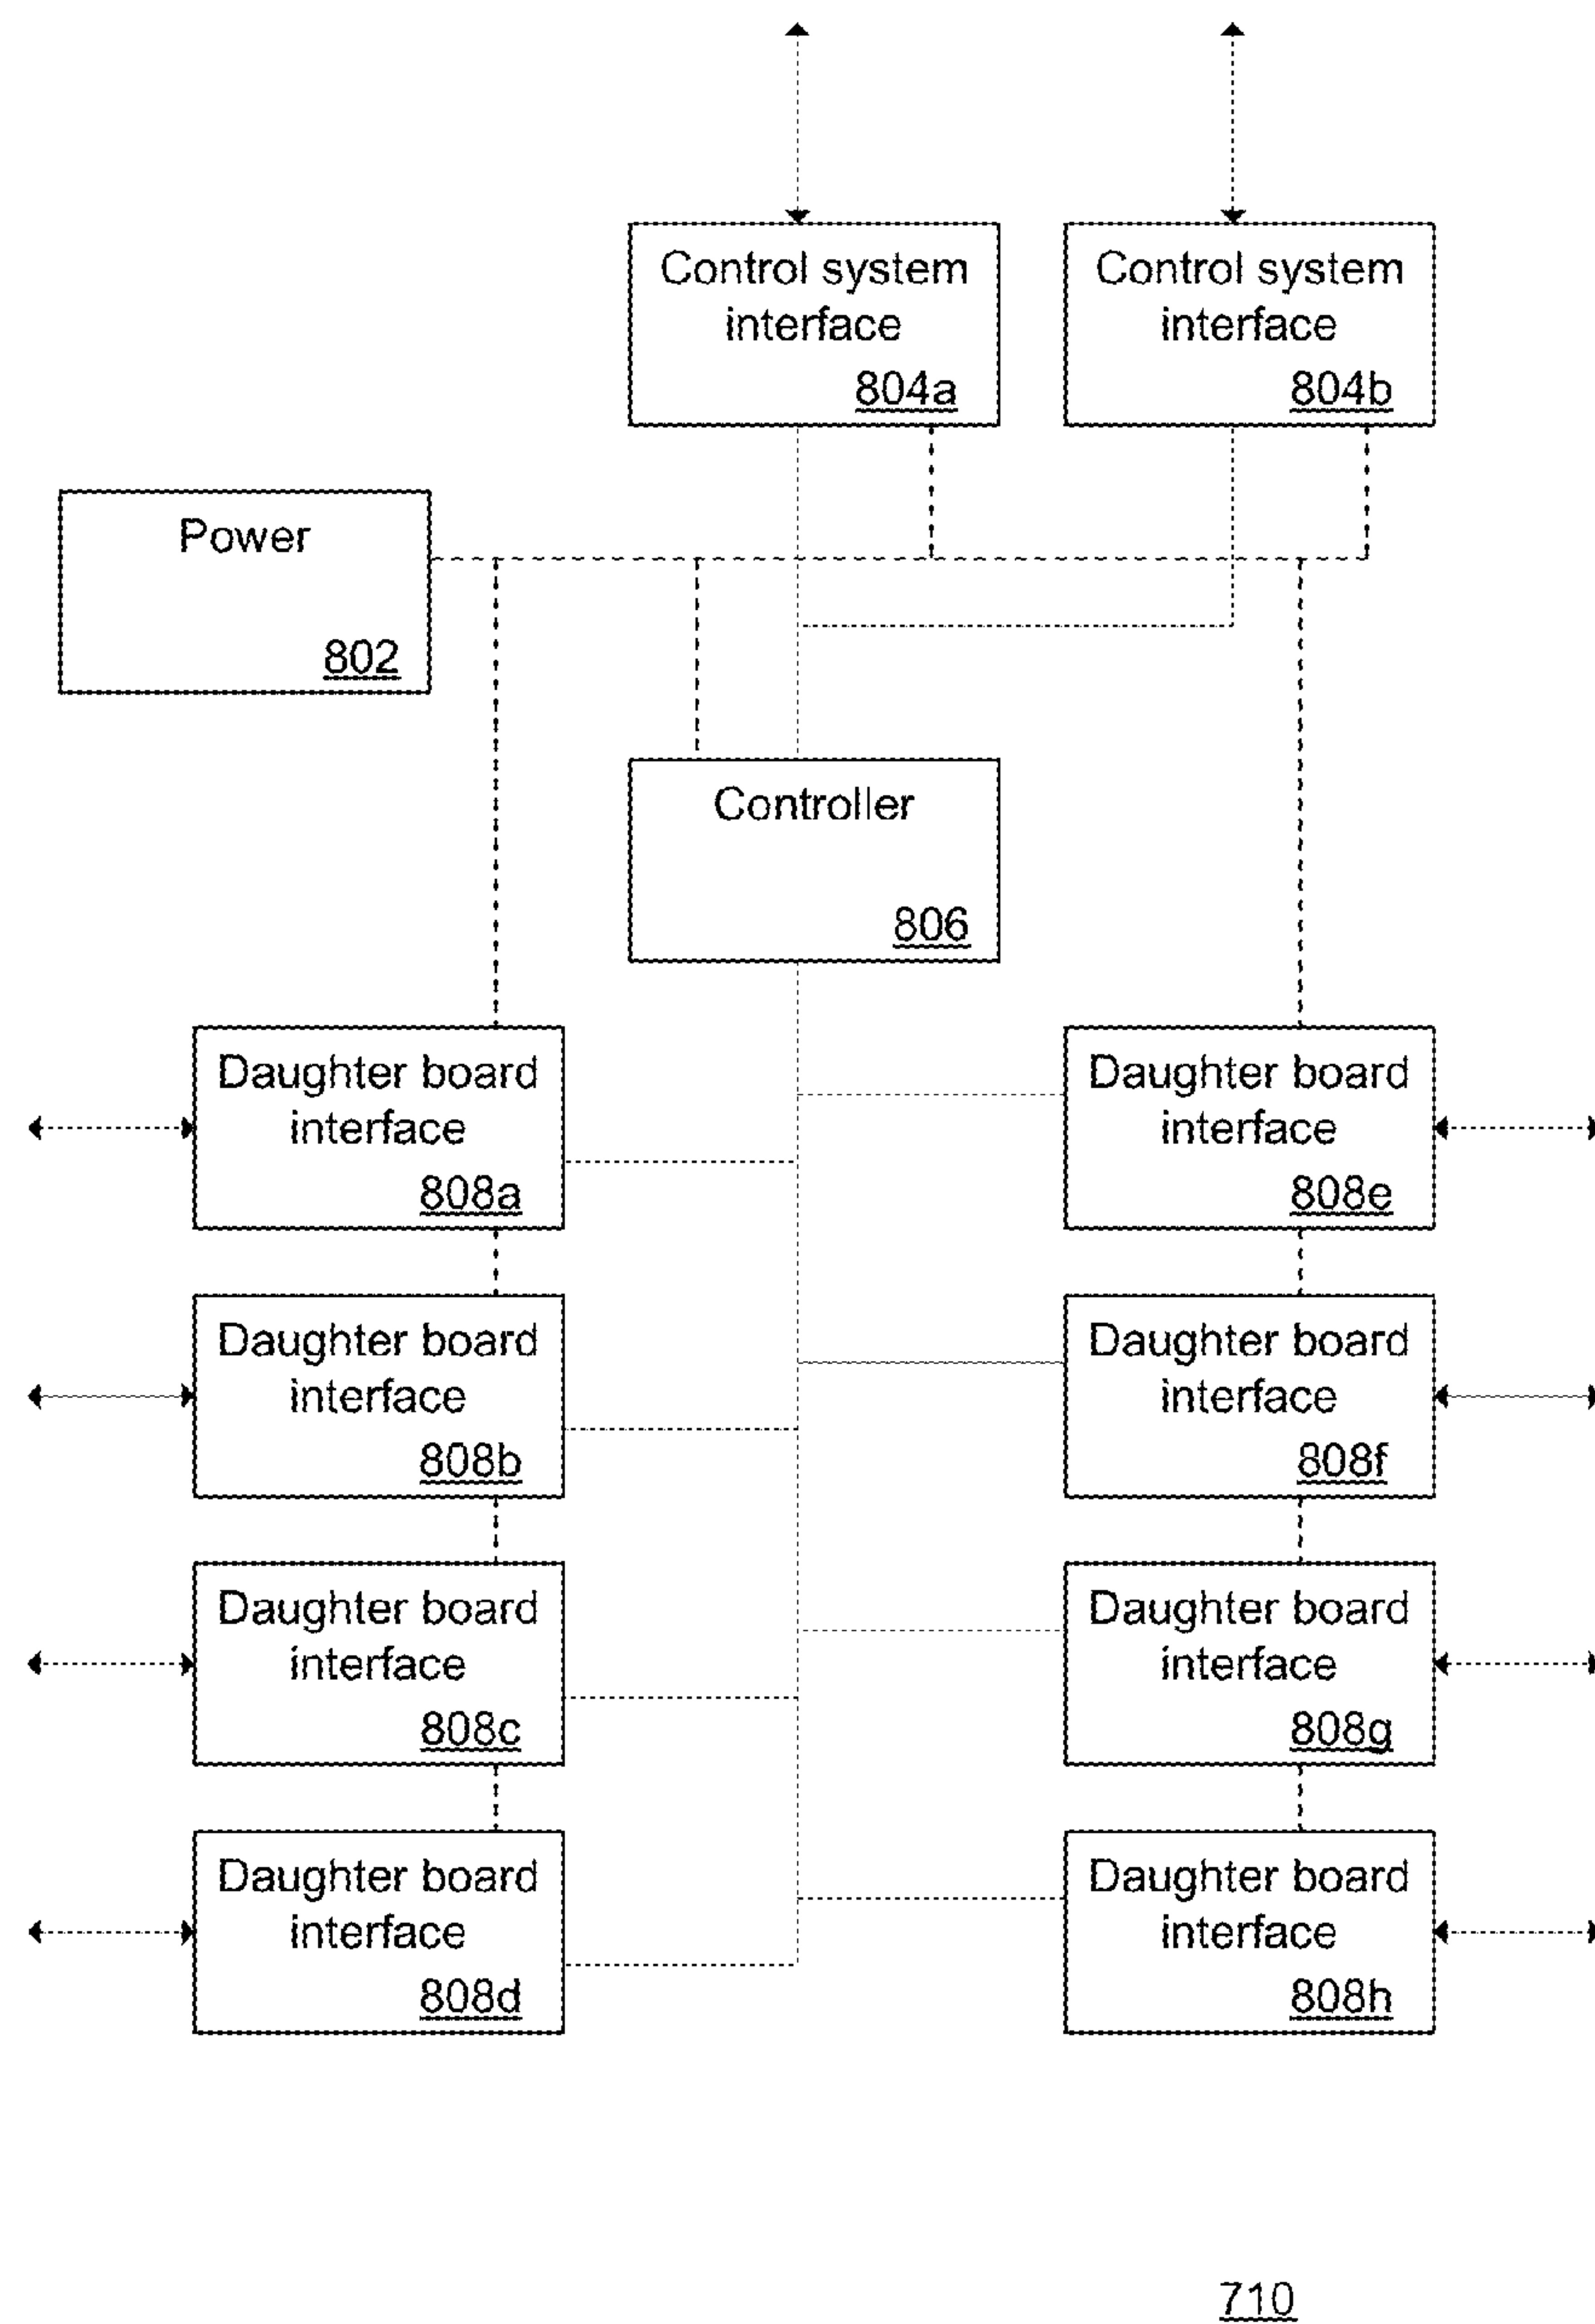 Control system
interface
804a
Control system
interface
804b
Power
802
Controller
806
Daughter board
interface
808a
Daughter board
interface
808e
Daughter board
interface
808b
Daughter board
interface
808f
Daughter board
interface
808c
Daughter board
interface
808g
Daughter board
interface
808d
Daughter board
interface
808h
710